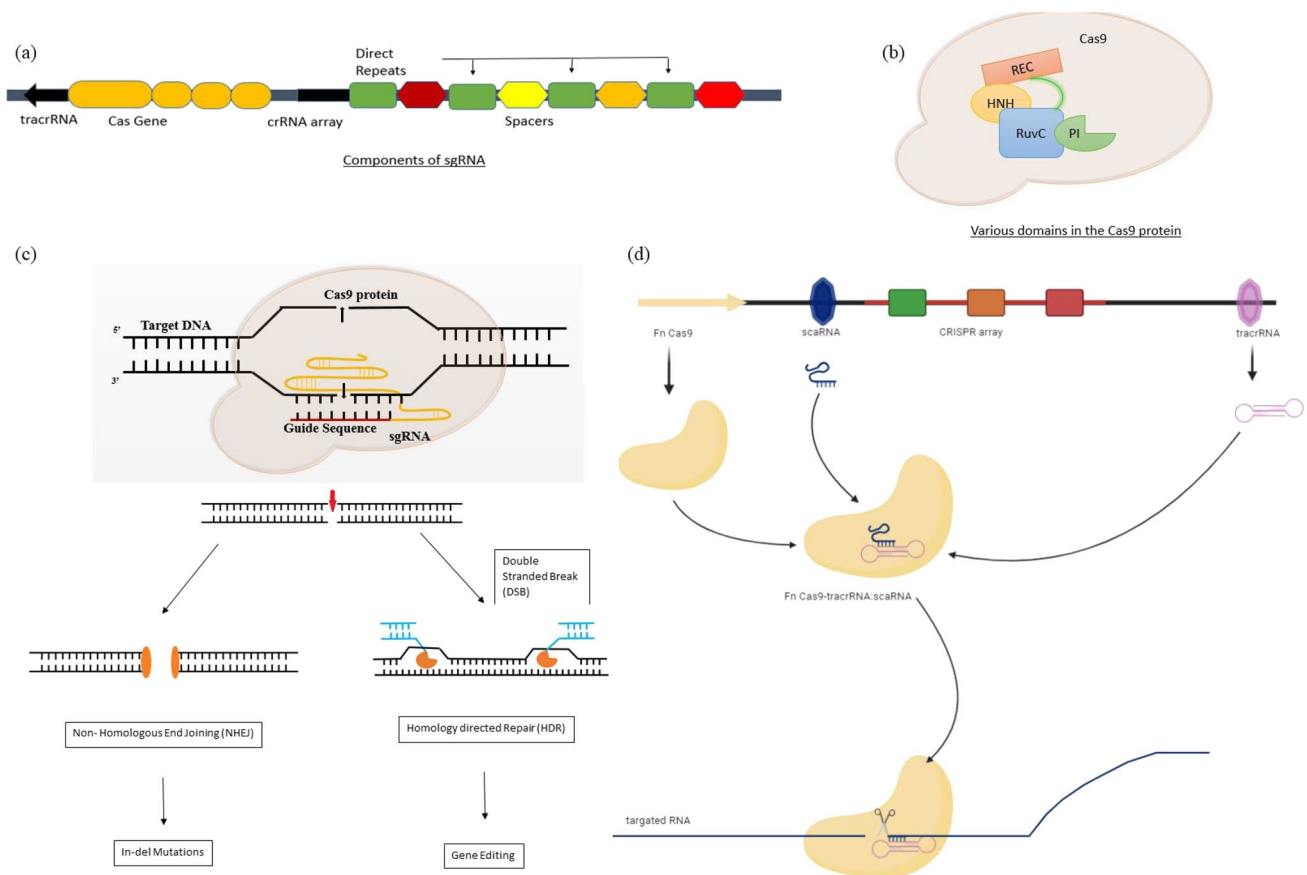 (a)
Direct
Repeats
tracrRNA
Cas Gene
crRNA array
Spacers
Components of sgRNA
(b)
Cas9
REC
HNH
RuvC
PI
Various domains in the Cas9 protein
(c)
Cas9 protein
5'
Target DNA
3'
Guide Sequence
sgRNA
Double
Stranded Break
(DSB)
Non- Homologous End Joining (NHEJ)
Homology directed Repair (HDR)
In-del Mutations
Gene Editing
(d)
Fn Cas9
scaRNA
CRISPR array
tracrRNA
Fn Cas9-tracrRNA:scaRNA
targeted RNA